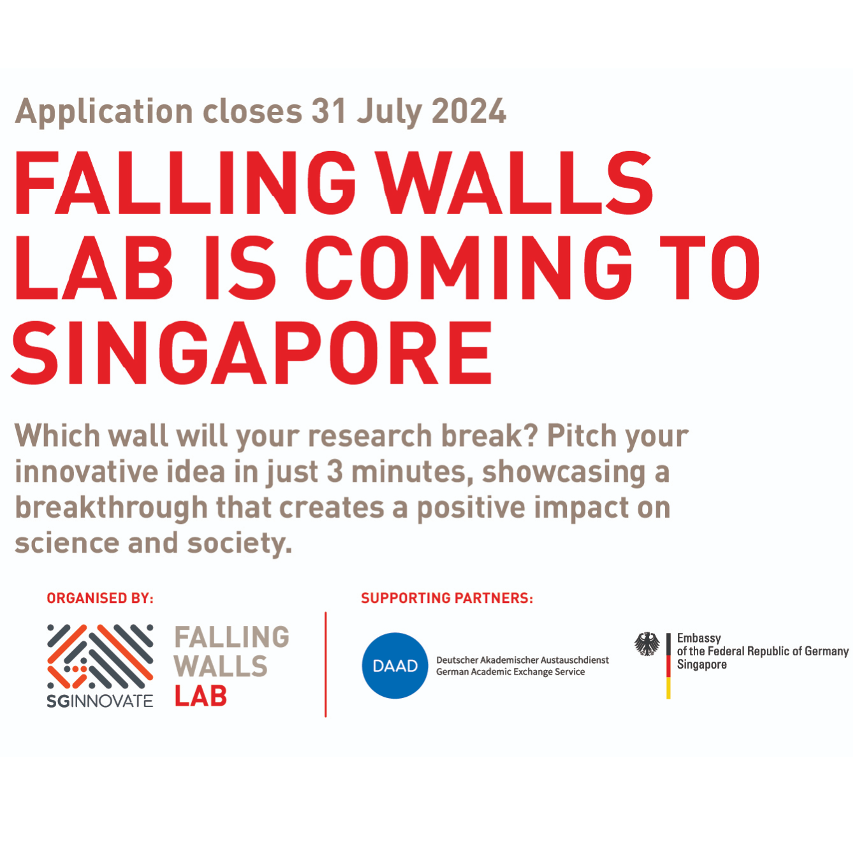 Application closes 31 July 2024
FALLING WALLS
LAB IS COMING TO
SINGAPORE
Which wall will your research break? Pitch your
innovative idea in just 3 minutes, showcasing a
breakthrough that creates a positive impact on
science and society.
ORGANISED BY:
SGINNOVATE
FALLING
WALLS
LAB
SUPPORTING PARTNERS:
DAAD
Deutscher Akademischer Austauschdienst
German Academic Exchange Service
Embassy
of the Federal Republic of Germany
Singapore